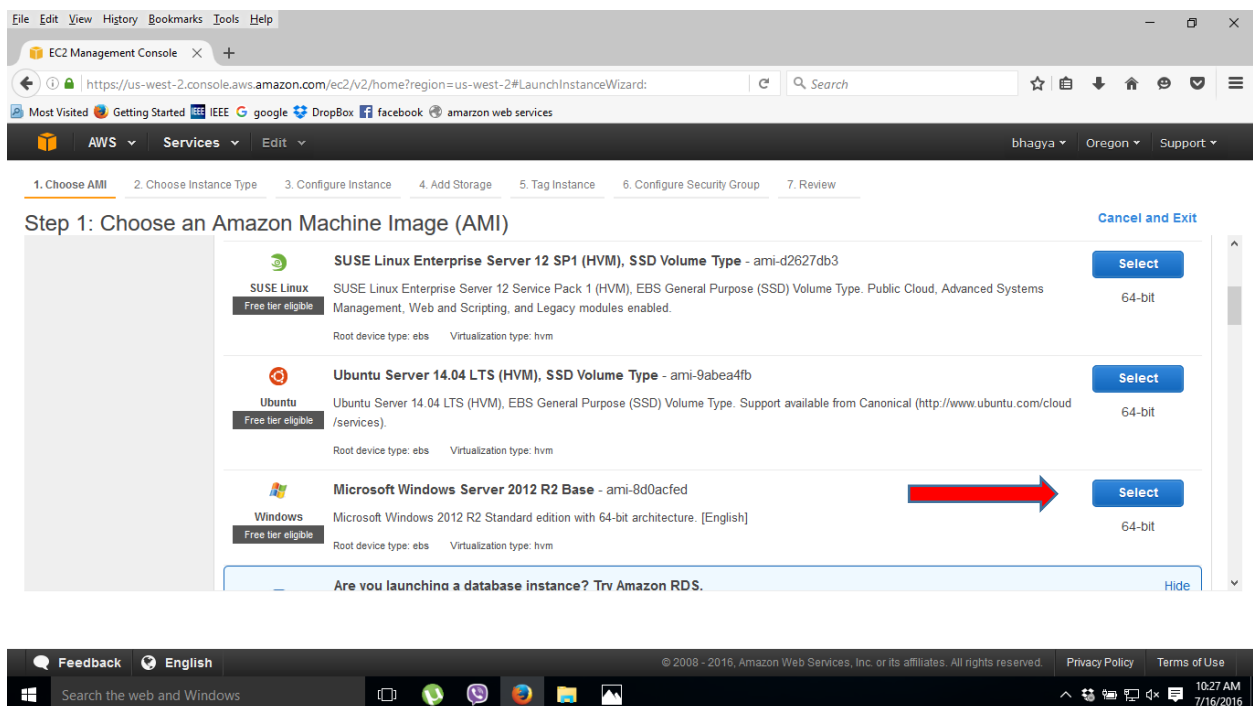 File Edit View History Bookmarks Tools Help
EC2 Management Console
https://us-west-2.console.aws.amazon.com/ec2/v2/home?region=us-west-2#LaunchInstanceWizard:
Search
Most Visited Getting Started IEEE IEEE G google DropBox facebook amarzon web services
AWS Services Edit bhagya Oregon Support
1. Choose AMI 2. Choose Instance Type 3. Configure Instance 4. Add Storage 5. Tag Instance 6. Configure Security Group 7. Review
Step 1: Choose an Amazon Machine Image (AMI) Cancel and Exit
SUSE Linux Enterprise Server 12 SP1 (HVM), SSD Volume Type - ami-d2627db3
Select
SUSE Linux
Free tier eligible
SUSE Linux Enterprise Server 12 Service Pack 1 (HVM), EBS General Purpose (SSD) Volume Type. Public Cloud, Advanced Systems
Management, Web and Scripting, and Legacy modules enabled.
64-bit
Root device type: ebs Virtualization type: hvm
Ubuntu Server 14.04 LTS (HVM), SSD Volume Type - ami-9abea4fb
Select
Ubuntu
Free tier eligible
Ubuntu Server 14.04 LTS (HVM), EBS General Purpose (SSD) Volume Type. Support available from Canonical (http://www.ubuntu.com/cloud
/services).
64-bit
Root device type: ebs Virtualization type: hvm
Microsoft Windows Server 2012 R2 Base - ami-8d0acfed
Select
Windows
Free tier eligible
Microsoft Windows 2012 R2 Standard edition with 64-bit architecture. [English]
64-bit
Root device type: ebs Virtualization type: hvm
Are you launching a database instance? Try Amazon RDS. Hide
Feedback English © 2008 - 2016, Amazon Web Services, Inc. or its affiliates. All rights reserved. Privacy Policy Terms of Use
Search the web and Windows
10:27 AM
7/16/2016